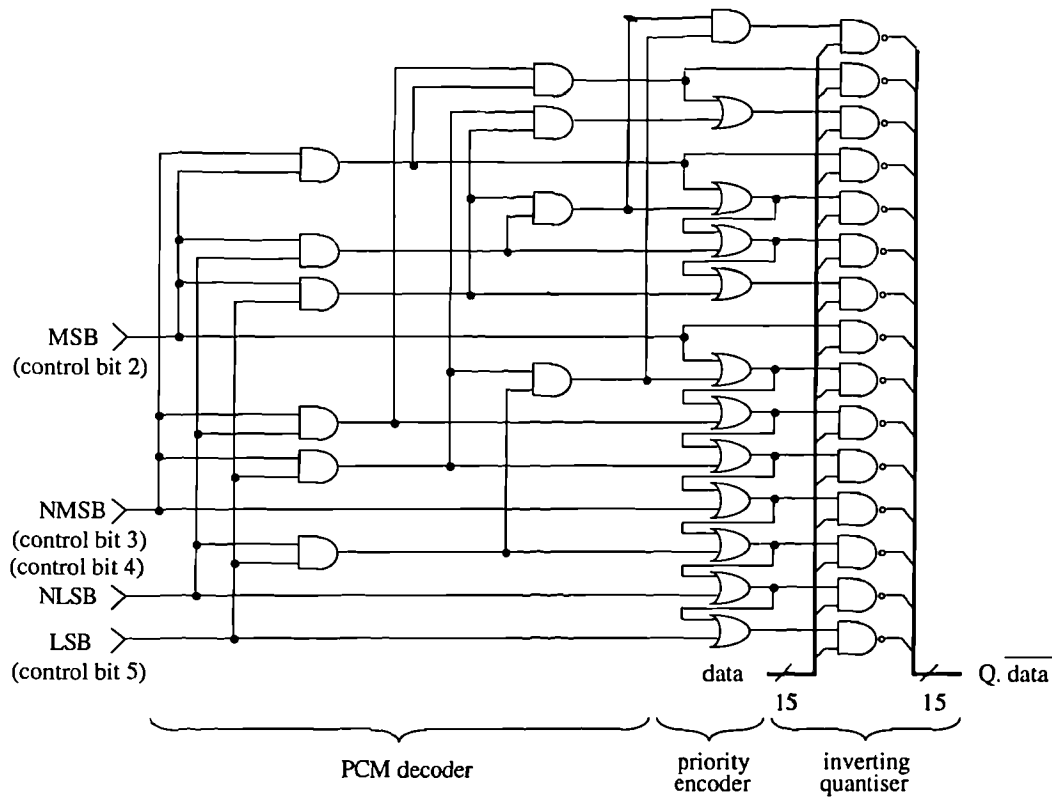 MSB
(control bit 2)
NMSB
(control bit 3)
(control bit 4)
NLSB
LSB
(control bit 5)
data
15
15
Q. data
PCM decoder
priority
encoder
inverting
quantiser